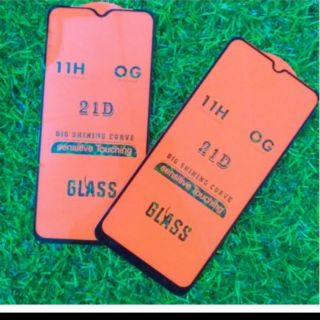 11H OG
21D
BIG SHINING CURVE
sensitive Touching
GLASS
11H OG
21D
BIG SHINING CURVE
sensitive Touching
GLASS